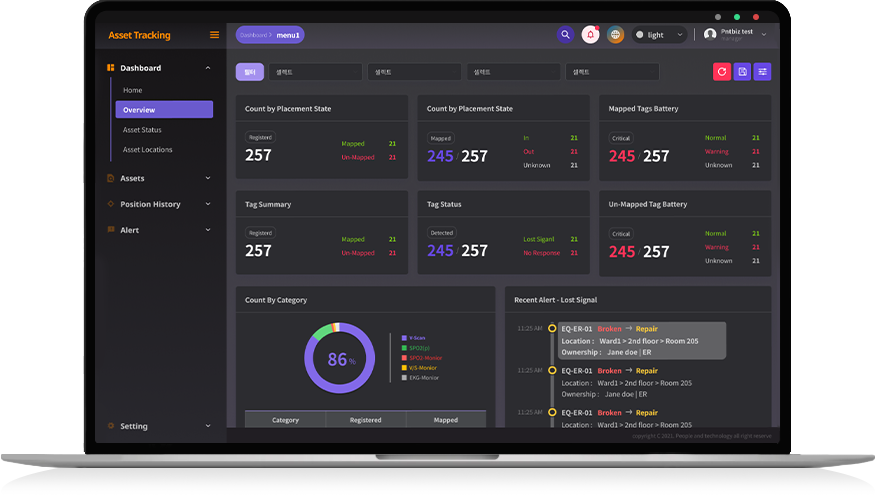 Asset Tracking
Dashboard > menu1
light
Pntbiz test
manager
Dashboard
Home
Overview
Asset Status
Asset Locations
Assets
Position History
Alert
Setting
필터
셀렉트
셀렉트
셀렉트
셀렉트
Count by Placement State
Registerd
257
Mapped 21
Un-Mapped 21
Count by Placement State
Mapped
245 / 257
In 21
Out 21
Unknown 21
Mapped Tags Battery
Critical
245 / 257
Normal 21
Warning 21
Unknown 21
Tag Summary
Registerd
257
Mapped 21
Un-Mapped 21
Tag Status
Detected
245 / 257
Lost Siganl 21
No Response 21
Un-Mapped Tag Battery
Critical
245 / 257
Normal 21
Warning 21
Unknown 21
Count By Category
86%
SPO2(p)
SPO2-Monior
V/S-Monior
EKG-Monior
Category Registered Mapped
Recent Alert - Lost Signal
11:25 AM
EQ-ER-01 Broken → Repair
Location : Ward1 > 2nd floor > Room 205
Ownership : Jane doe | ER
11:25 AM
EQ-ER-01 Broken → Repair
Location : Ward1 > 2nd floor > Room 205
Ownership : Jane doe | ER
11:25 AM
EQ-ER-01 Broken → Repair
Location : Ward1 > 2nd floor > Room 205
copyright C 2021, People and technology all right reserve